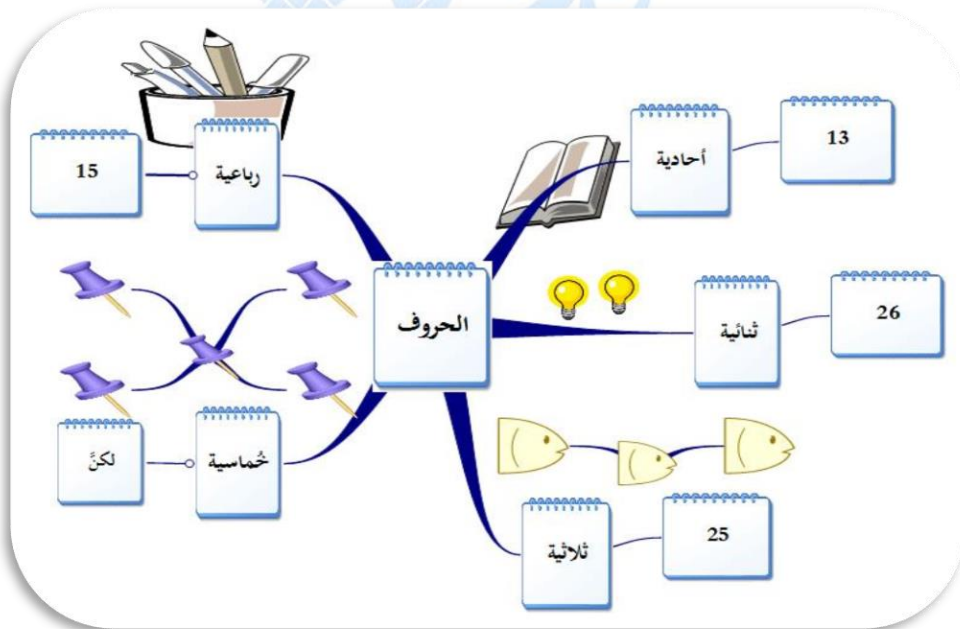 الحروف
أحادية
13
ثنائية
26
ثلاثية
25
رباعية
15
خُماسية
لكنَّ